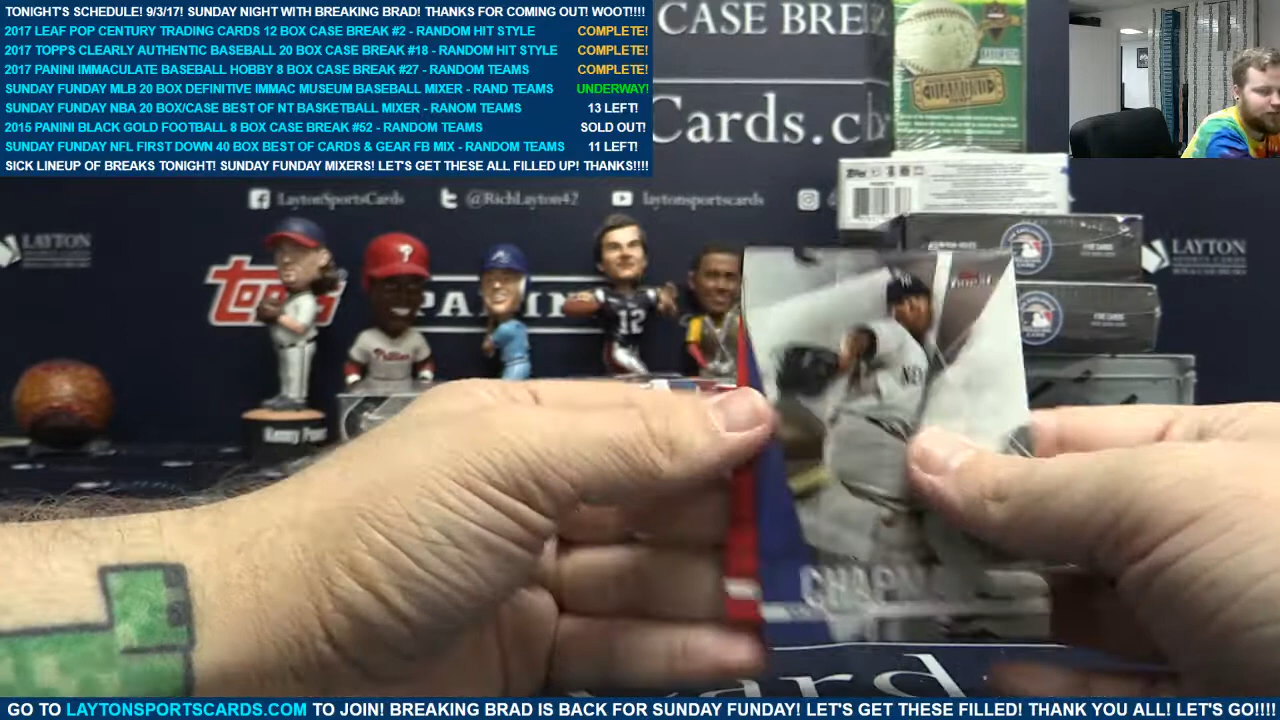 TONIGHT'S SCHEDULE! 9/3/17! SUNDAY NIGHT WITH BREAKING BRAD! THANKS FOR COMING OUT! WOOT!!!!
2017 LEAF POP CENTURY TRADING CARDS 12 BOX CASE BREAK #2 - RANDOM HIT STYLE COMPLETE!
2017 TOPPS CLEARLY AUTHENTIC BASEBALL 20 BOX CASE BREAK #18 - RANDOM HIT STYLE COMPLETE!
2017 PANINI IMMACULATE BASEBALL HOBBY 8 BOX CASE BREAK #27 - RANDOM TEAMS COMPLETE!
SUNDAY FUNDAY MLB 20 BOX DEFINITIVE IMMAC MUSEUM BASEBALL MIXER - RAND TEAMS UNDERWAY!
SUNDAY FUNDAY NBA 20 BOX/CASE BEST OF NT BASKETBALL MIXER - RANOM TEAMS 13 LEFT!
2015 PANINI BLACK GOLD FOOTBALL 8 BOX CASE BREAK #52 - RANDOM TEAMS SOLD OUT!
SUNDAY FUNDAY NFL FIRST DOWN 40 BOX BEST OF CARDS & GEAR FB MIX - RANDOM TEAMS 11 LEFT!
SICK LINEUP OF BREAKS TONIGHT! SUNDAY FUNDAY MIXERS! LET'S GET THESE ALL FILLED UP! THANKS!!!!
CASE BRE
Cards.c
DIAMOND
LaytonSportsCards @RichLayton42 laytonsportscards
LAYTON
LAYTON
topps
PANINI
Phillies
12
Topps
Kenny
NEW
CHAPM
Card
GO TO LAYTONSPORTSCARDS.COM TO JOIN! BREAKING BRAD IS BACK FOR SUNDAY FUNDAY! LET'S GET THESE FILLED! THANK YOU ALL! LET'S GO!!!!